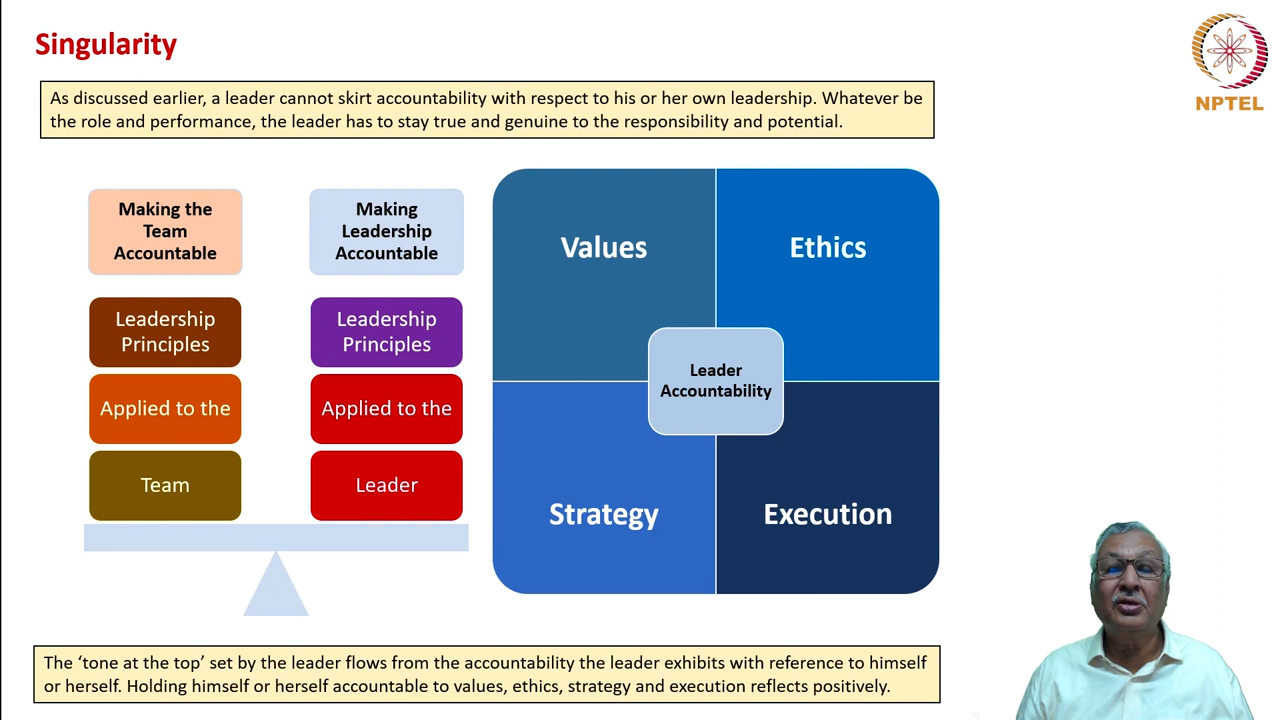 Singularity
NPTEL
As discussed earlier, a leader cannot skirt accountability with respect to his or her own leadership. Whatever be
the role and performance, the leader has to stay true and genuine to the responsibility and potential.
Making the
Team
Accountable
Leadership
Principles
Applied to the
Team
Making
Leadership
Accountable
Leadership
Principles
Applied to the
Leader
Values
Ethics
Leader
Accountability
Strategy
Execution
The ‘tone at the top’ set by the leader flows from the accountability the leader exhibits with reference to himself
or herself. Holding himself or herself accountable to values, ethics, strategy and execution reflects positively.